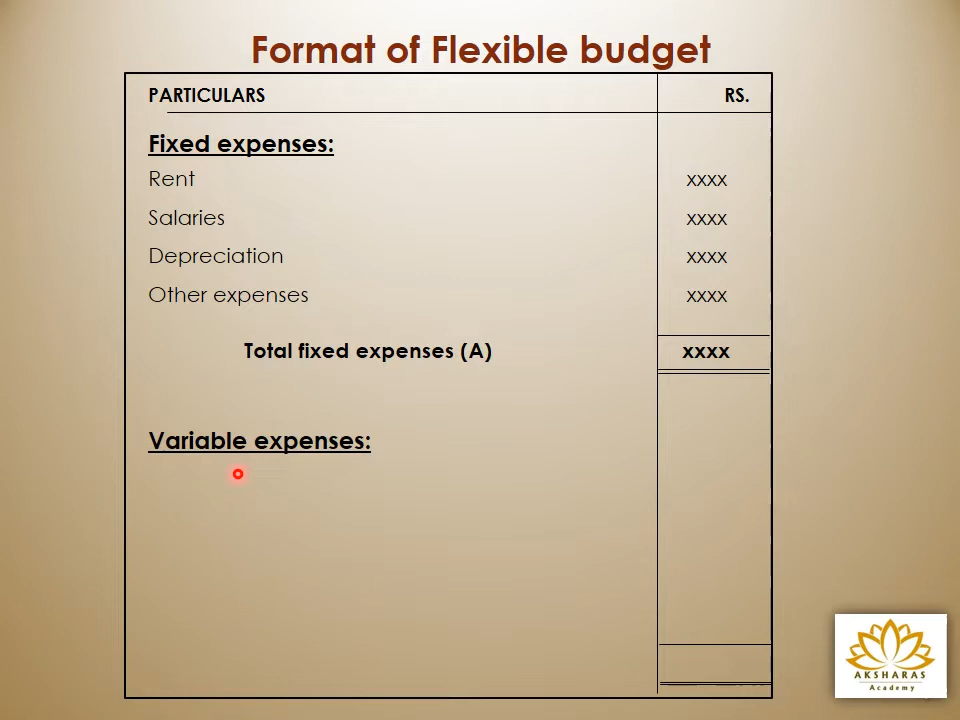 Format of Flexible budget
PARTICULARS RS.
Fixed expenses:
Rent xxxx
Salaries xxxx
Depreciation xxxx
Other expenses xxxx
Total fixed expenses (A) xxxx
Variable expenses:
AKSHARAS
Academy